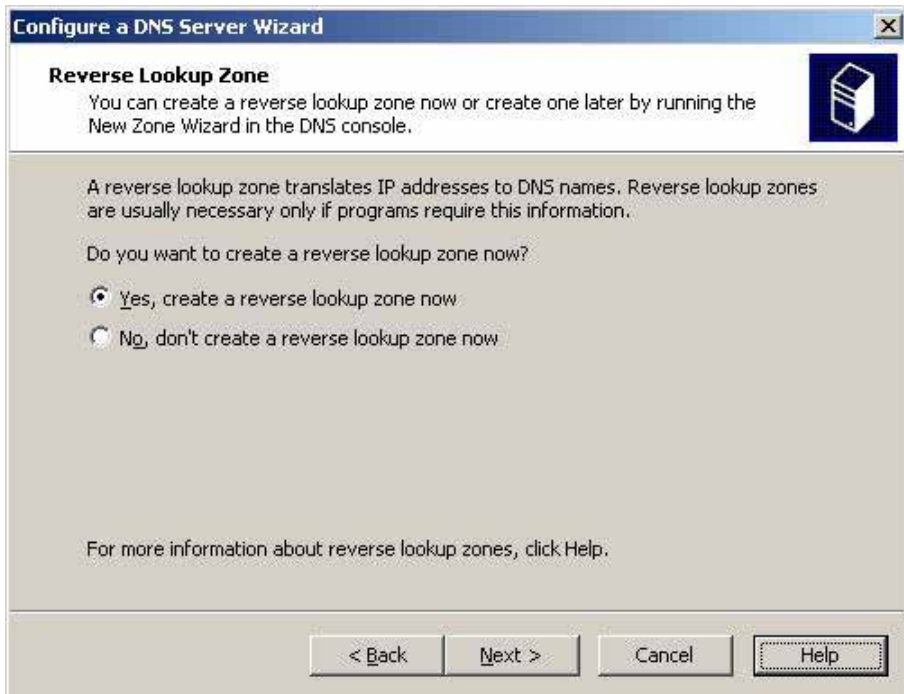 Configure a DNS Server Wizard
Reverse Lookup Zone
You can create a reverse lookup zone now or create one later by running the
New Zone Wizard in the DNS console.
A reverse lookup zone translates IP addresses to DNS names. Reverse lookup zones
are usually necessary only if programs require this information.
Do you want to create a reverse lookup zone now?
Yes, create a reverse lookup zone now
No, don't create a reverse lookup zone now
For more information about reverse lookup zones, click Help.
< Back Next > Cancel Help